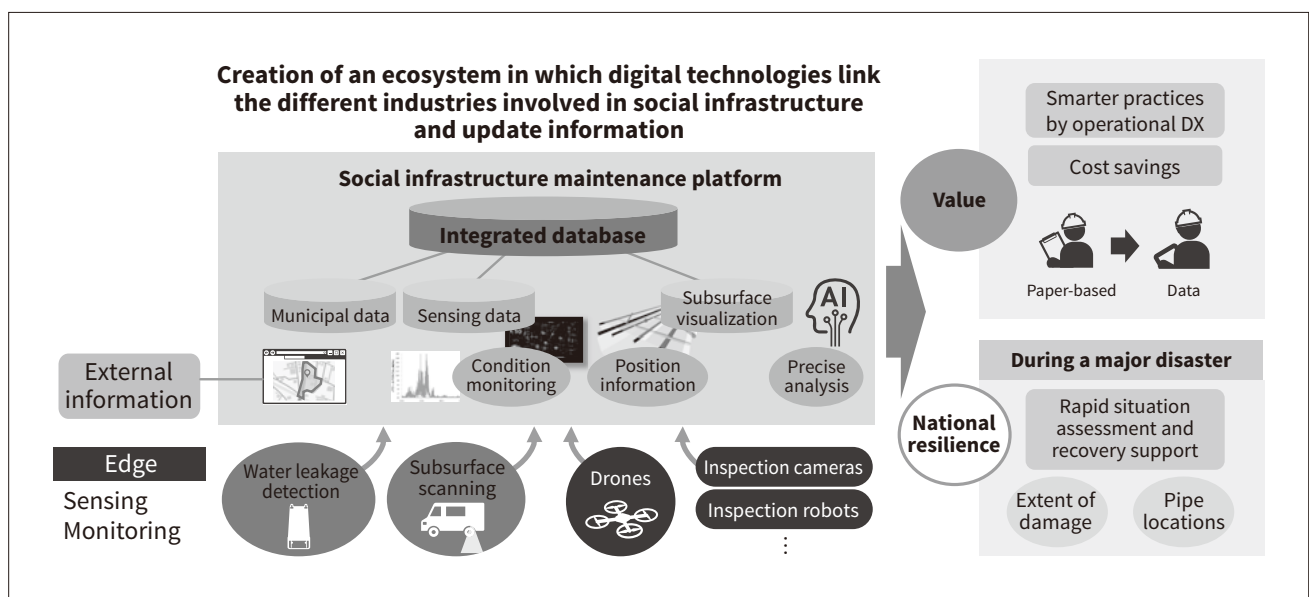 Creation of an ecosystem in which digital technologies link
the different industries involved in social infrastructure
and update information
Social infrastructure maintenance platform
Integrated database
Municipal data
Sensing data
Subsurface
visualization
AI
Condition
monitoring
Position
information
Precise
analysis
External
information
Edge
Sensing
Monitoring
Water leakage
detection
Subsurface
scanning
Drones
Inspection cameras
Inspection robots
⋮
Value
Smarter practices
by operational DX
Cost savings
Paper-based
Data
National
resilience
During a major disaster
Rapid situation
assessment and
recovery support
Extent of
damage
Pipe
locations